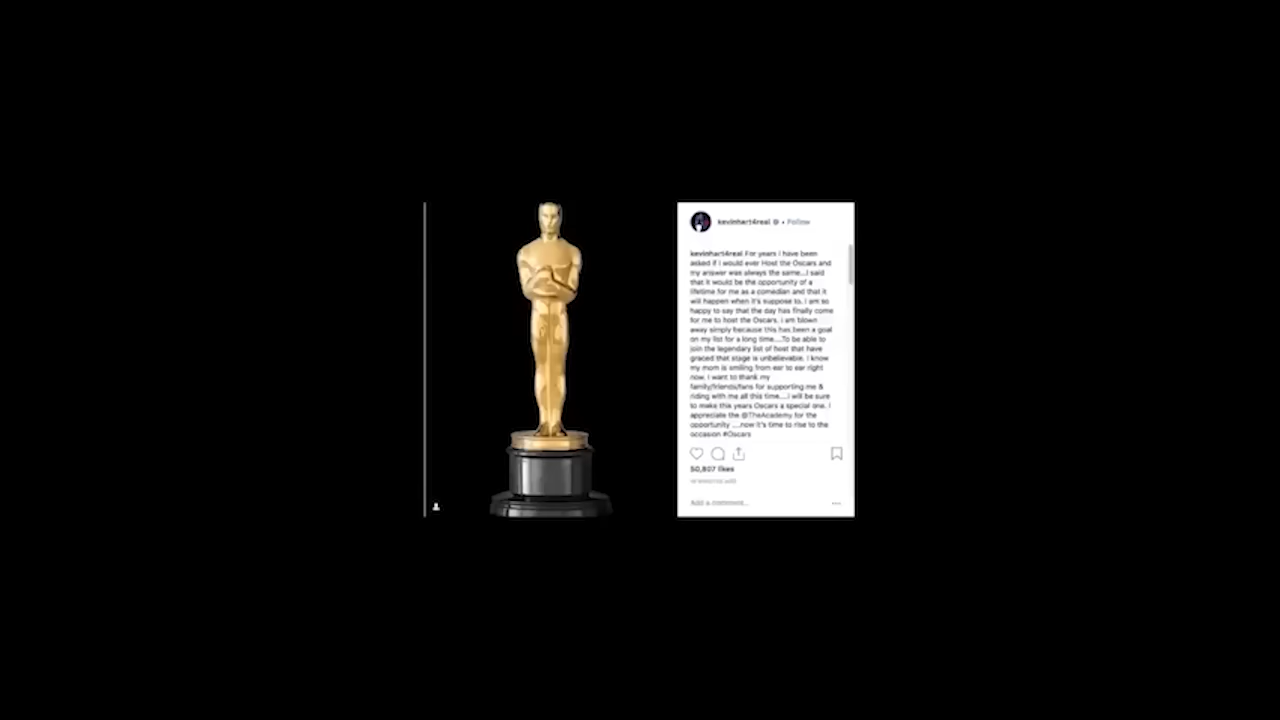 kevinhart4real • Follow
kevinhart4real For years i have been
asked if i would ever Host the Oscars and
my answer was always the same...I said
that it would be the opportunity of a
lifetime for me as a comedian and that it
will happen when it's suppose to. I am so
happy to say that the day has finally come
for me to host the Oscars. I am blown
away simply because this has been a goal
on my list for a long time....To be able to
join the legendary list of host that have
graced that stage is unbelievable. I know
my mom is smiling from ear to ear right
now. I want to thank my
family/friends/fans for supporting me &
riding with me all this time....I will be sure
to make this years Oscars a special one. I
appreciate the @TheAcademy for the
opportunity ....now it's time to rise to the
occasion #Oscars
50,807 likes
Add a comment...